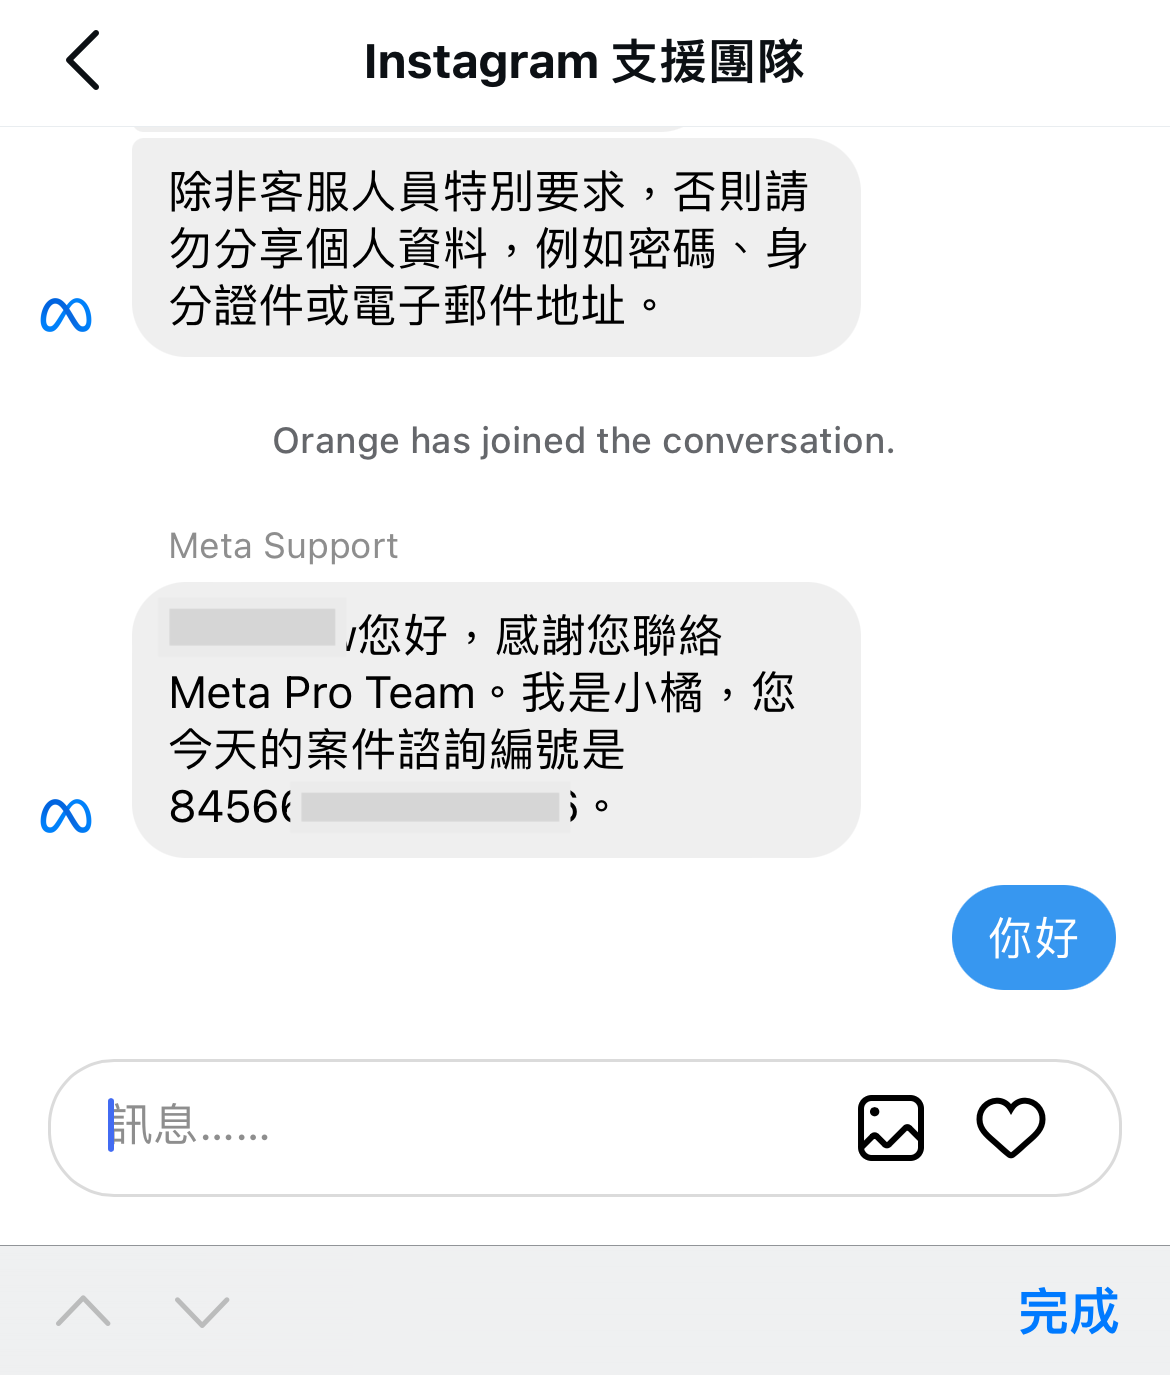 Instagram 支援團隊
除非客服人員特別要求，否則請
勿分享個人資料，例如密碼、身
分證件或電子郵件地址。
Orange has joined the conversation.
Meta Support
您好，感謝您聯絡
Meta Pro Team。我是小橘，您
今天的案件諮詢編號是
8456
。
你好
訊息......
完成